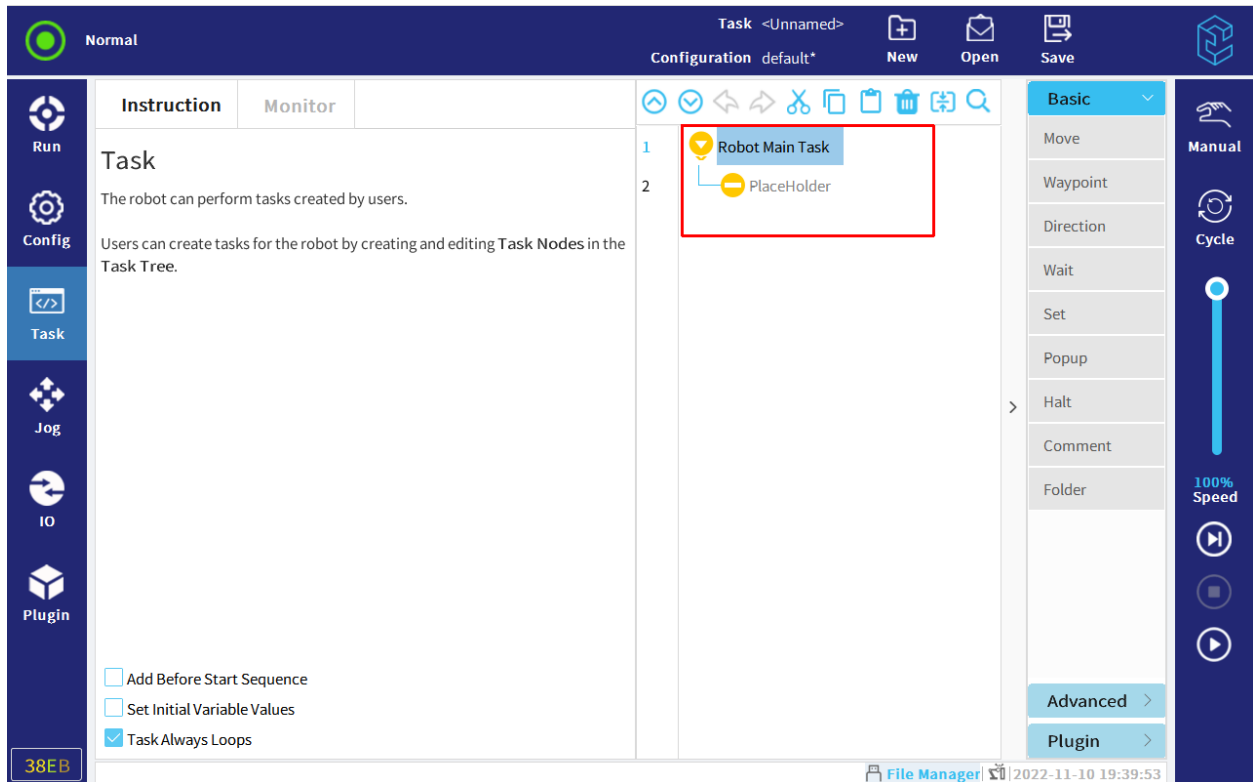 Normal
Task <Unnamed>
Configuration default*
New
Open
Save
Run
Config
Task
Jog
IO
Plugin
38EB
Instruction
Monitor
Task
The robot can perform tasks created by users.
Users can create tasks for the robot by creating and editing Task Nodes in the
Task Tree.
Add Before Start Sequence
Set Initial Variable Values
Task Always Loops
1 Robot Main Task
2 PlaceHolder
Basic
Move
Waypoint
Direction
Wait
Set
Popup
Halt
Comment
Folder
Advanced
Plugin
Manual
Cycle
100%
Speed
File Manager
2022-11-10 19:39:53